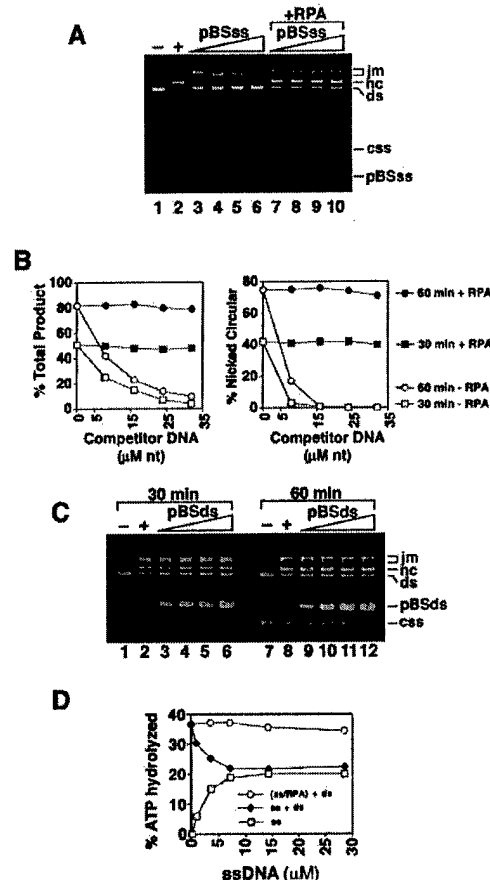 A
+RPA
pBSss
pBSss
− +
jm
nc
ds
css
pBSss
1 2 3 4 5 6 7 8 9 10
B
% Total Product
100
80
60
40
20
0
0 5 15 25 35
Competitor DNA
(μM nt)
% Nicked Circular
80
60
40
20
0
0 5 15 25 35
Competitor DNA
(μM nt)
60 min + RPA
30 min + RPA
60 min - RPA
30 min - RPA
C
30 min
60 min
pBSds
pBSds
− +
− +
jm
nc
ds
pBSds
css
1 2 3 4 5 6 7 8 9 10 11 12
D
% ATP hydrolyzed
40
30
20
10
0
0 5 10 15 20 25 30
(ss/RPA) + ds
ss + ds
ss
ssDNA (μM)